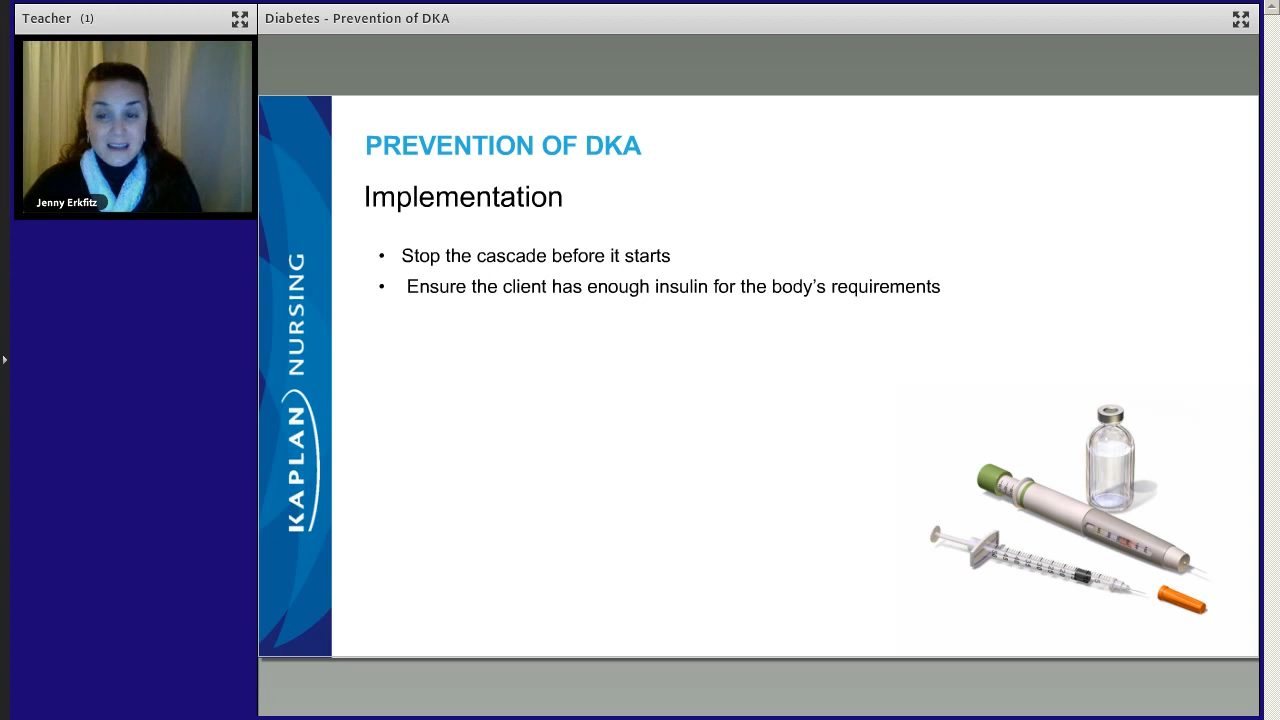 Teacher (1)
Diabetes - Prevention of DKA
Jenny Erkfitz
KAPLAN NURSING
PREVENTION OF DKA
Implementation
• Stop the cascade before it starts
• Ensure the client has enough insulin for the body's requirements